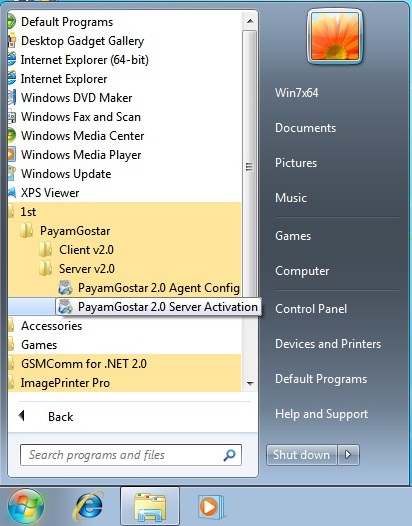 Default Programs
Desktop Gadget Gallery
Internet Explorer (64-bit)
Internet Explorer
Windows DVD Maker
Windows Fax and Scan
Windows Media Center
Windows Media Player
Windows Update
XPS Viewer
1st
PayamGostar
Client v2.0
Server v2.0
PayamGostar 2.0 Agent Config
PayamGostar 2.0 Server Activation
Accessories
Games
GSMComm for .NET 2.0
ImagePrinter Pro
Back
Search programs and files
Win7x64
Documents
Pictures
Music
Games
Computer
Control Panel
Devices and Printers
Default Programs
Help and Support
Shut down